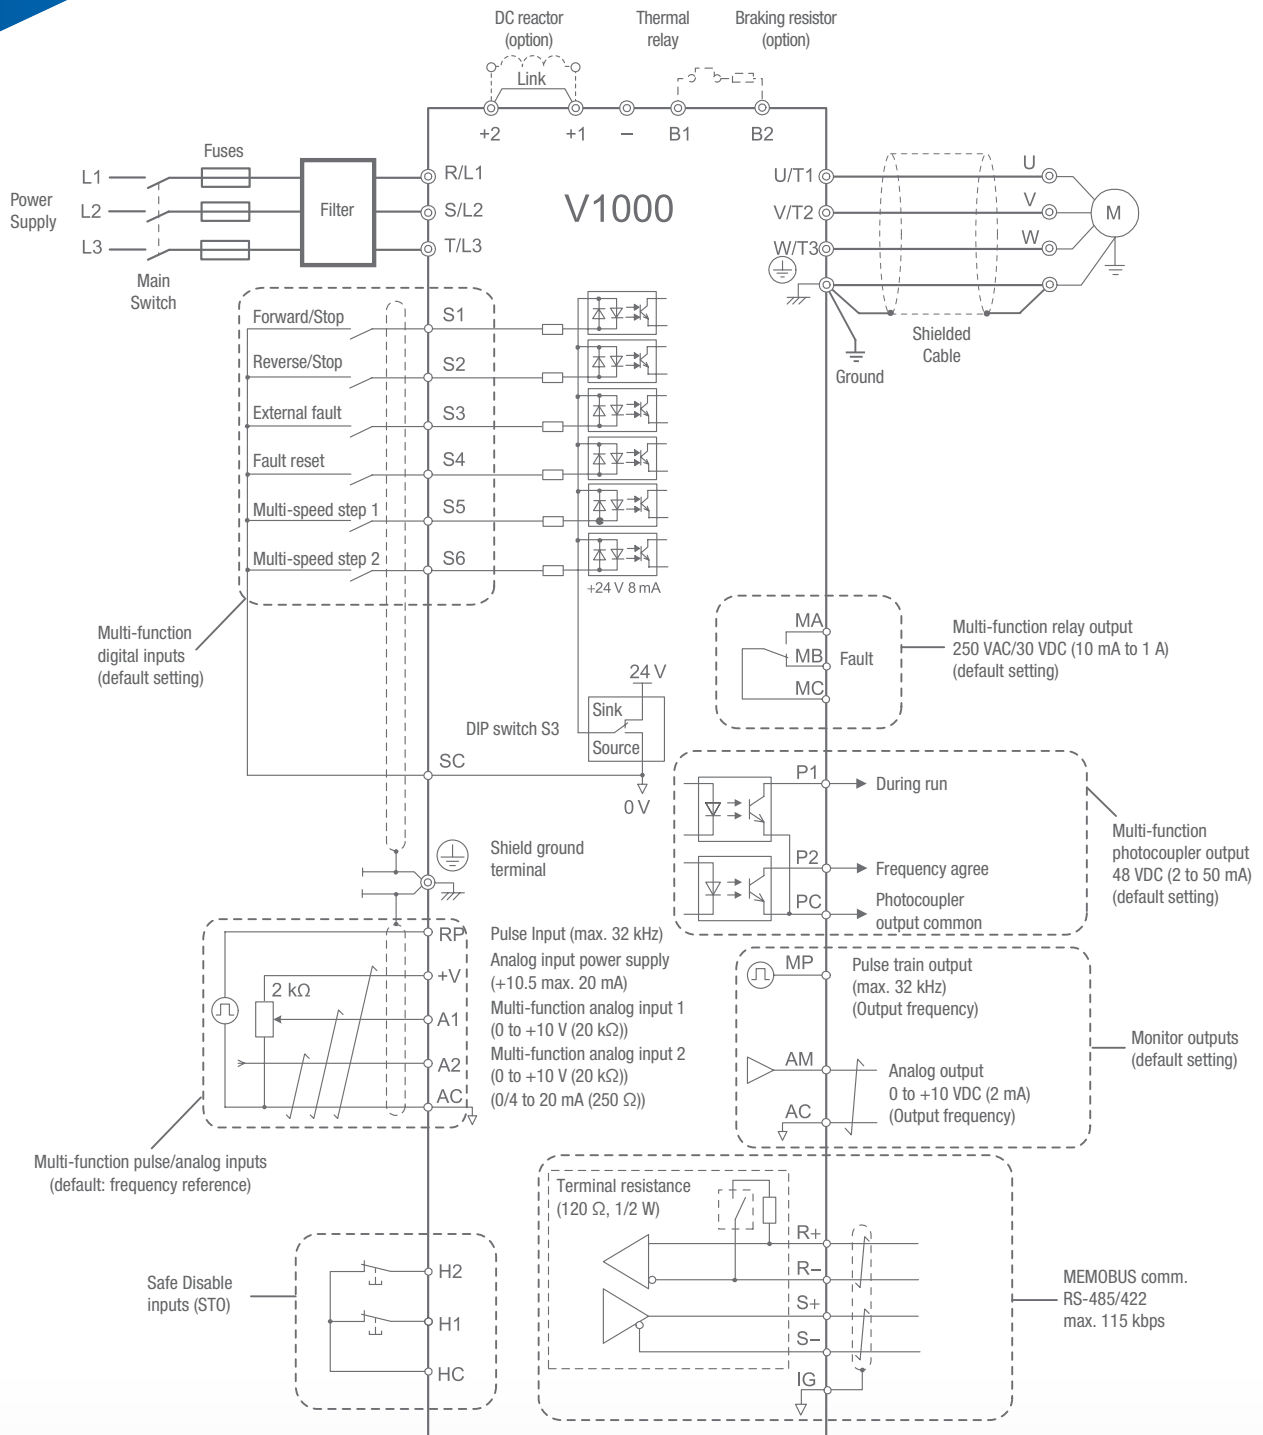 DC reactor
(option)
Thermal
relay
Braking resistor
(option)
Link
+2
+1
–
B1
B2
Fuses
Power
Supply
L1
L2
L3
Filter
Main
Switch
R/L1
S/L2
T/L3
V1000
U/T1
V/T2
W/T3
U
V
W
M
Shielded
Cable
Ground
Forward/Stop
S1
Reverse/Stop
S2
External fault
S3
Fault reset
S4
Multi-speed step 1
S5
Multi-speed step 2
S6
+24 V 8 mA
Multi-function
digital inputs
(default setting)
MA
MB
MC
Fault
Multi-function relay output
250 VAC/30 VDC (10 mA to 1 A)
(default setting)
24 V
Sink
Source
DIP switch S3
SC
0 V
P1
During run
P2
Frequency agree
PC
Photocoupler
output common
Multi-function
photocoupler output
48 VDC (2 to 50 mA)
(default setting)
Shield ground
terminal
RP
Pulse Input (max. 32 kHz)
+V
Analog input power supply
(+10.5 max. 20 mA)
2 kΩ
A1
Multi-function analog input 1
(0 to +10 V (20 kΩ))
A2
Multi-function analog input 2
(0 to +10 V (20 kΩ))
(0/4 to 20 mA (250 Ω))
AC
Multi-function pulse/analog inputs
(default: frequency reference)
MP
Pulse train output
(max. 32 kHz)
(Output frequency)
AM
Analog output
0 to +10 VDC (2 mA)
(Output frequency)
AC
Monitor outputs
(default setting)
Terminal resistance
(120 Ω, 1/2 W)
R+
R–
S+
S–
IG
MEMOBUS comm.
RS-485/422
max. 115 kbps
Safe Disable
inputs (STO)
H2
H1
HC